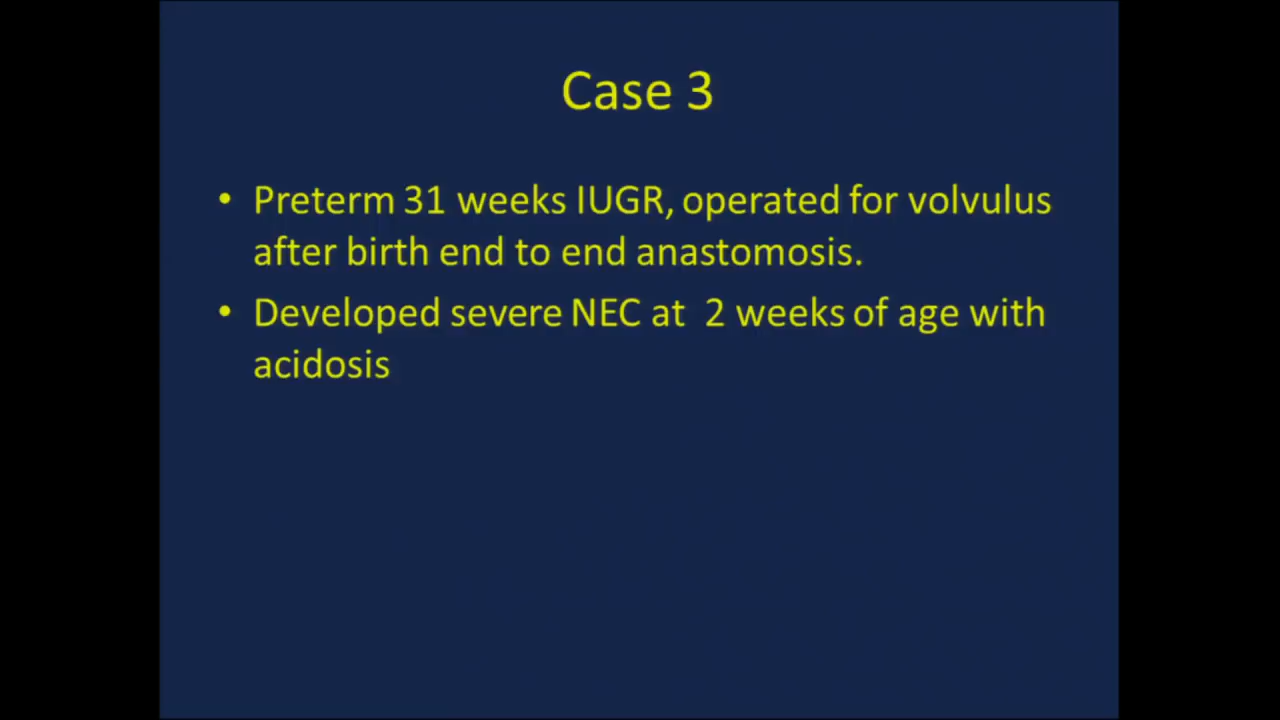 Case 3
• Preterm 31 weeks IUGR, operated for volvulus
after birth end to end anastomosis.
• Developed severe NEC at  2 weeks of age with
acidosis